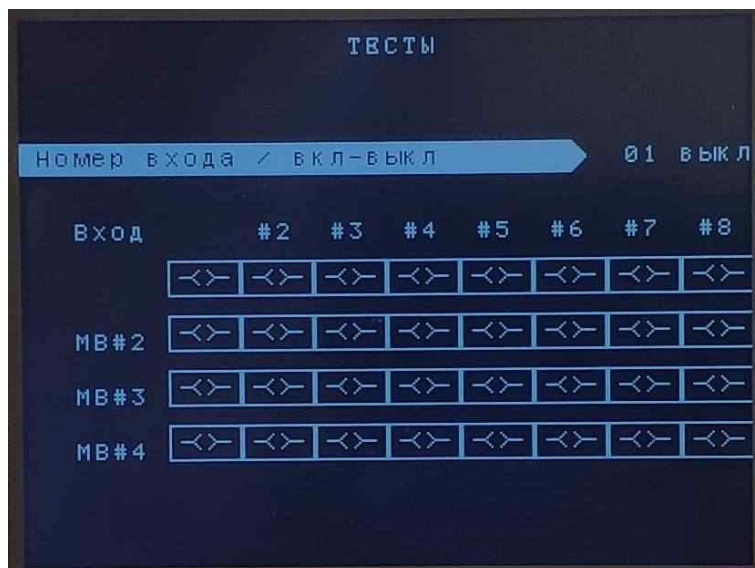 ТЕСТЫ
Номер входа / вкл-выкл 01 выкл
Вход #2 #3 #4 #5 #6 #7 #8
МВ#2
МВ#3
МВ#4